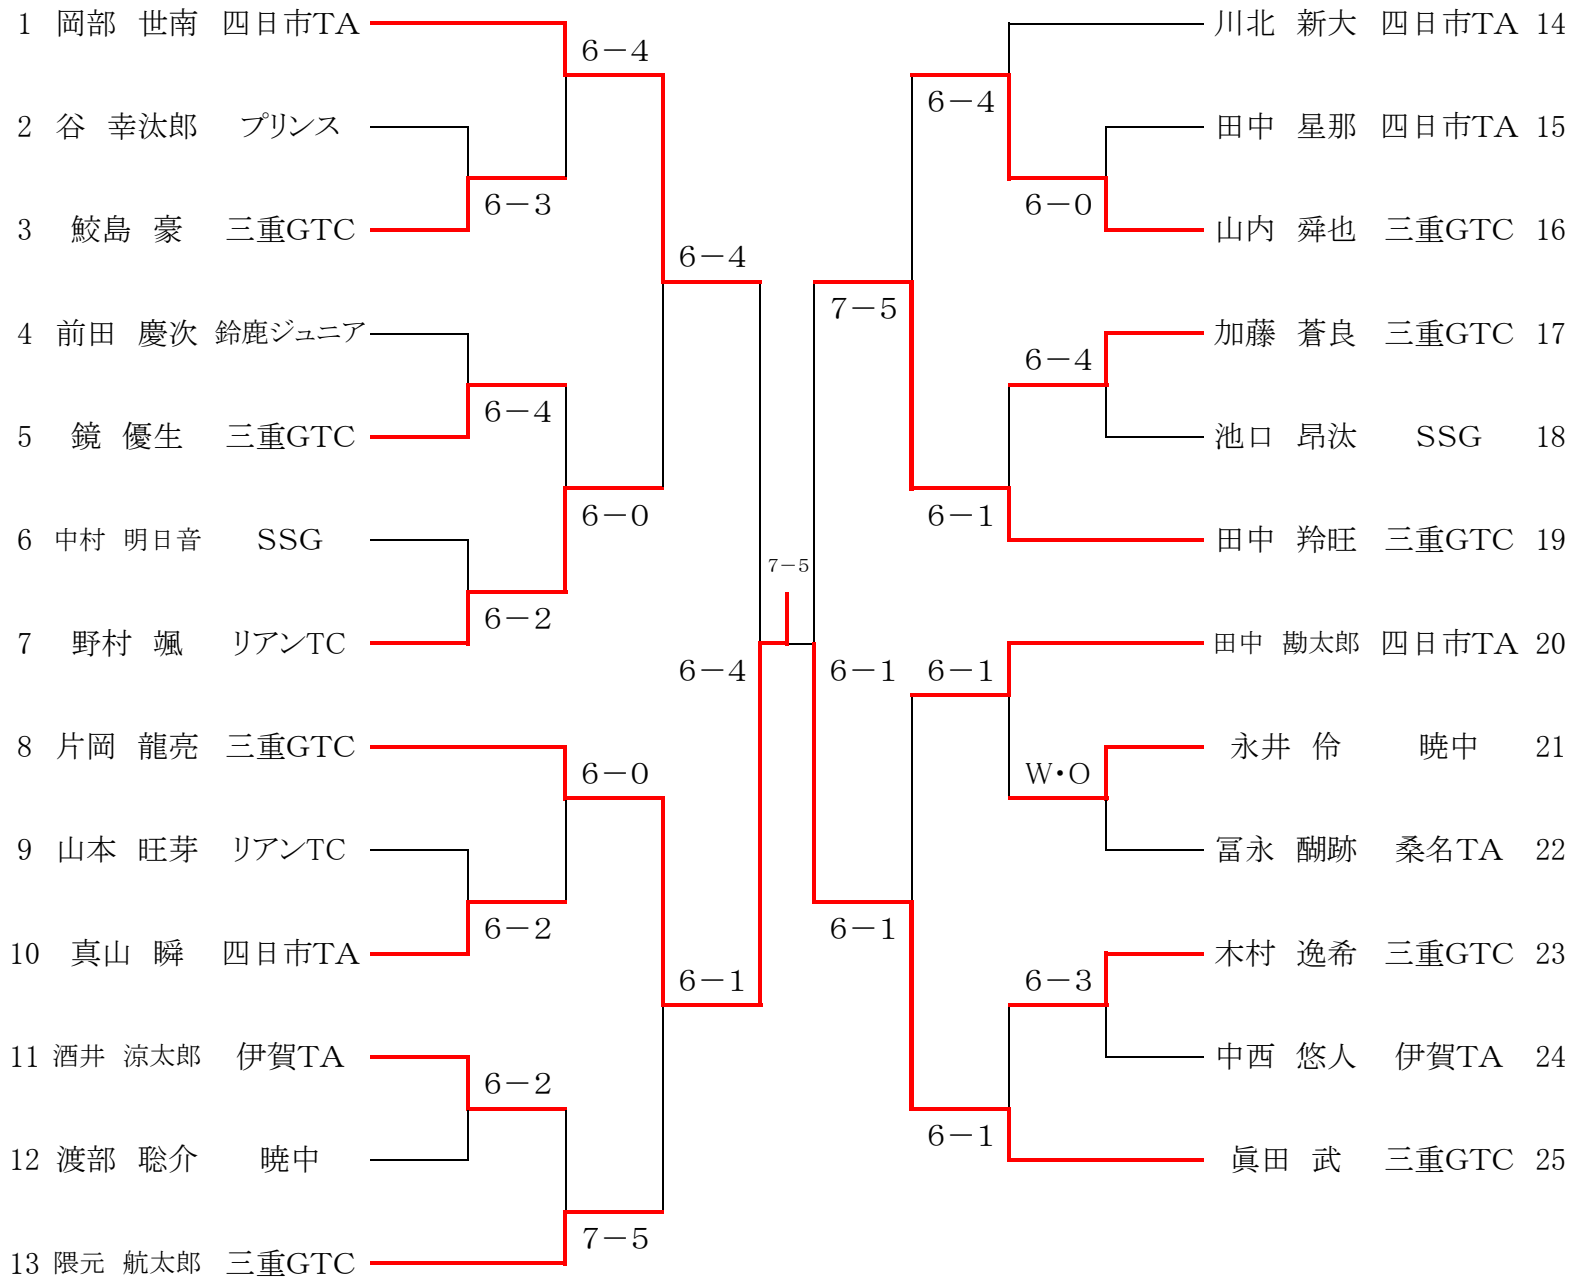 1 岡部 世南 四日市TA
2 谷 幸汰郎 プリンス
3 鮫島 豪 三重GTC
4 前田 慶次 鈴鹿ジュニア
5 鏡 優生 三重GTC
6 中村 明日音 SSG
7 野村 颯 リアンTC
8 片岡 龍亮 三重GTC
9 山本 旺芽 リアンTC
10 真山 瞬 四日市TA
11 酒井 涼太郎 伊賀TA
12 渡部 聡介 暁中
13 隈元 航太郎 三重GTC
6-4
6-3
6-4
6-4
6-0
6-2
6-4
6-0
6-2
6-1
6-2
7-5
7-5
6-4
6-0
7-5
6-4
6-1
6-1
6-1
W・O
6-1
6-3
6-1
川北 新大 四日市TA 14
田中 星那 四日市TA 15
山内 舜也 三重GTC 16
加藤 蒼良 三重GTC 17
池口 昂汰 SSG 18
田中 羚旺 三重GTC 19
田中 勘太郎 四日市TA 20
永井 伶 暁中 21
冨永 醐跡 桑名TA 22
木村 逸希 三重GTC 23
中西 悠人 伊賀TA 24
眞田 武 三重GTC 25